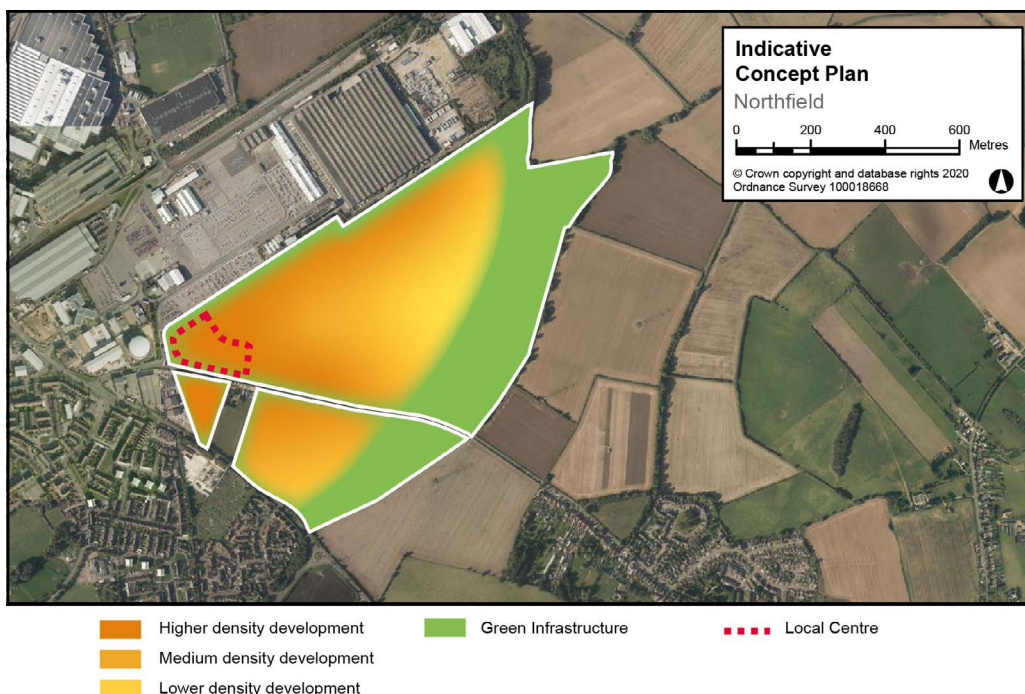 Indicative
Concept Plan
Northfield
0 200 400 600
Metres
© Crown copyright and database rights 2020
Ordnance Survey 100018668
Higher density development
Green Infrastructure
Local Centre
Medium density development
Lower density development